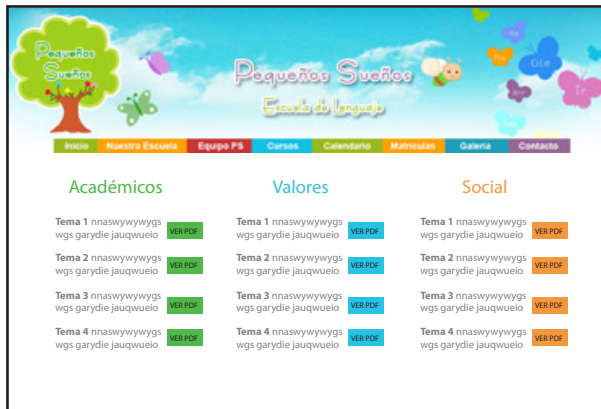 Pequeños
Sueños
Pequeños Sueños
Escuela de Lenguaje
Gle
Tr
Inicio Nuestra Escuela Equipo PS Cursos Calendario Matriculas Galeria Contacto
Académicos Valores Social
Tema 1 nnaswywywygs
wgs garydie jauqwueio VER PDF
Tema 2 nnaswywywygs
wgs garydie jauqwueio VER PDF
Tema 3 nnaswywywygs
wgs garydie jauqwueio VER PDF
Tema 4 nnaswywywygs
wgs garydie jauqwueio VER PDF
Tema 1 nnaswywywygs
wgs garydie jauqwueio VER PDF
Tema 2 nnaswywywygs
wgs garydie jauqwueio VER PDF
Tema 3 nnaswywywygs
wgs garydie jauqwueio VER PDF
Tema 4 nnaswywywygs
wgs garydie jauqwueio VER PDF
Tema 1 nnaswywywygs
wgs garydie jauqwueio VER PDF
Tema 2 nnaswywywygs
wgs garydie jauqwueio VER PDF
Tema 3 nnaswywywygs
wgs garydie jauqwueio VER PDF
Tema 4 nnaswywywygs
wgs garydie jauqwueio VER PDF